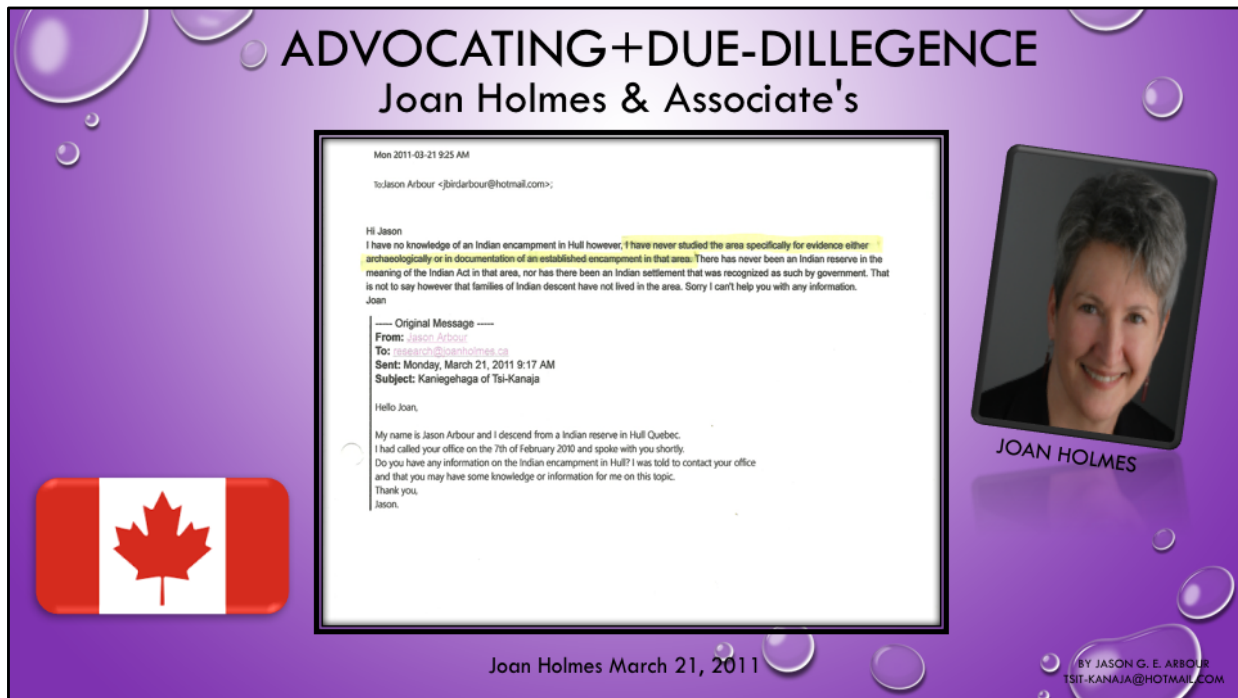 ADVOCATING+DUE-DILLEGENCE
Joan Holmes & Associate's
Mon 2011-03-21 9:25 AM
To:Jason Arbour <jbirdarbour@hotmail.com>;
Hi Jason
I have no knowledge of an Indian encampment in Hull however, I have never studied the area specifically for evidence either
archaeologically or in documentation of an established encampment in that area. There has never been an Indian reserve in the
meaning of the Indian Act in that area, nor has there been an Indian settlement that was recognized as such by government. That
is not to say however that families of Indian descent have not lived in the area. Sorry I can't help you with any information.
Joan
----- Original Message -----
From: Jason Arbour
To: research@joanholmes.ca
Sent: Monday, March 21, 2011 9:17 AM
Subject: Kaniegehaga of Tsi-Kanaja
Hello Joan,
My name is Jason Arbour and I descend from a Indian reserve in Hull Quebec.
I had called your office on the 7th of February 2010 and spoke with you shortly.
Do you have any information on the Indian encampment in Hull? I was told to contact your office
and that you may have some knowledge or information for me on this topic.
Thank you,
Jason.
JOAN HOLMES
Joan Holmes March 21, 2011
BY JASON G. E. ARBOUR
TSIT-KANAJA@HOTMAIL.COM